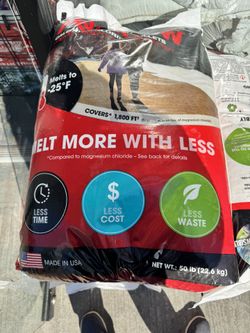 Melts to
-25°F
COVERS* 1,800 FT²
MELT MORE WITH LESS
*Compared to magnesium chloride - See back for details
LESS
TIME
$
LESS
COST
LESS
WASTE
MADE IN USA
NET WT. 50 lb (22.6 kg)